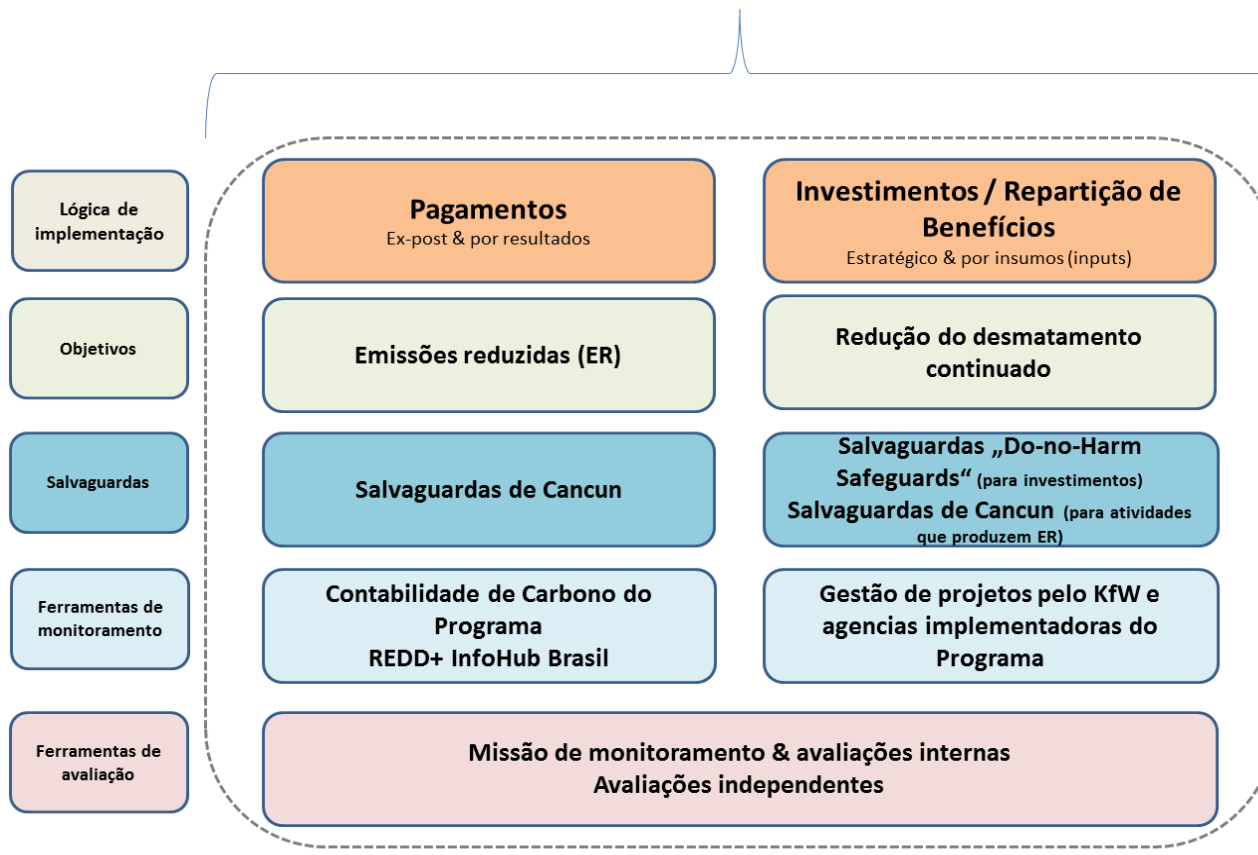 Lógica de
implementação
Pagamentos
Ex-post & por resultados
Investimentos / Repartição de
Benefícios
Estratégico & por insumos (inputs)
Objetivos
Emissões reduzidas (ER)
Redução do desmatamento
continuado
Salvaguardas
Salvaguardas de Cancun
Salvaguardas „Do-no-Harm
Safeguards“ (para investimentos)
Salvaguardas de Cancun (para atividades
que produzem ER)
Ferramentas de
monitoramento
Contabilidade de Carbono do
Programa
REDD+ InfoHub Brasil
Gestão de projetos pelo KfW e
agencias implementadoras do
Programa
Ferramentas de
avaliação
Missão de monitoramento & avaliações internas
Avaliações independentes